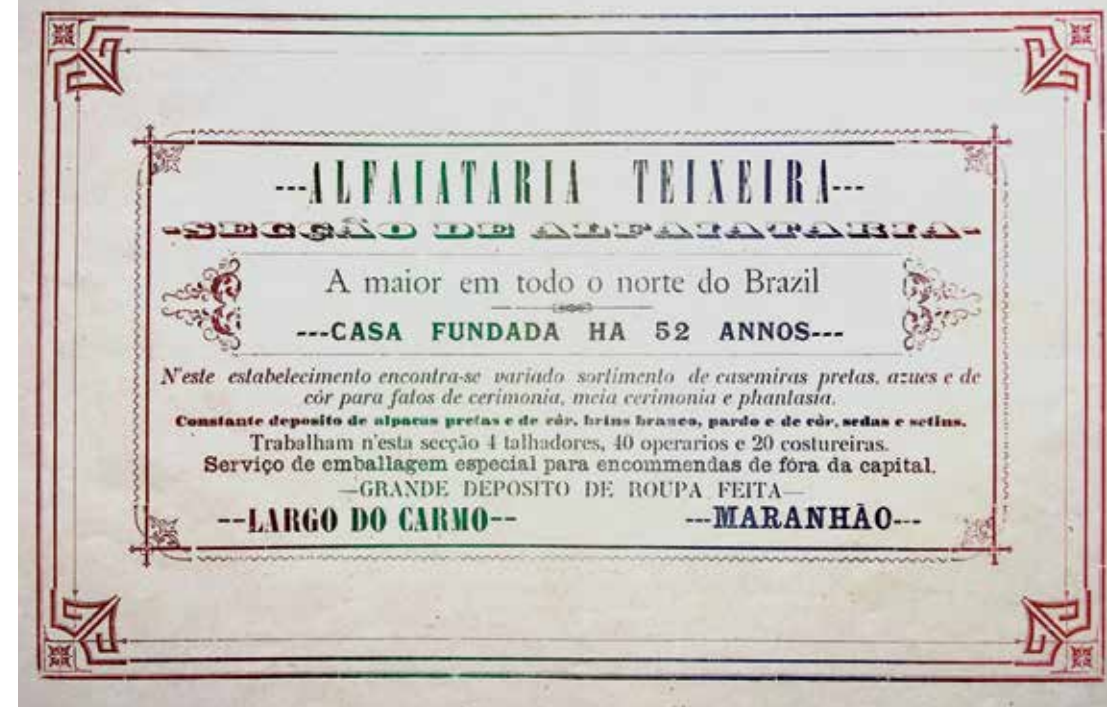 ---ALFAIATARIA TEIXEIRA---
-SECÇÃO DE ALFAIATARIA-
A maior em todo o norte do Brazil
---CASA FUNDADA HA 52 ANNOS---
N'este estabelecimento encontra-se variado sortimento de casemiras pretas, azues e de
côr para fatos de cerimonia, meia cerimonia e phantasia.
Constante deposito de alpacas pretas e de côr, brins branco, pardo e de côr, sedas e setins.
Trabalham n'esta secção 4 talhadores, 40 operarios e 20 costureiras.
Serviço de emballagem especial para encommendas de fóra da capital.
—GRANDE DEPOSITO DE ROUPA FEITA—
--LARGO DO CARMO-- ---MARANHÃO---